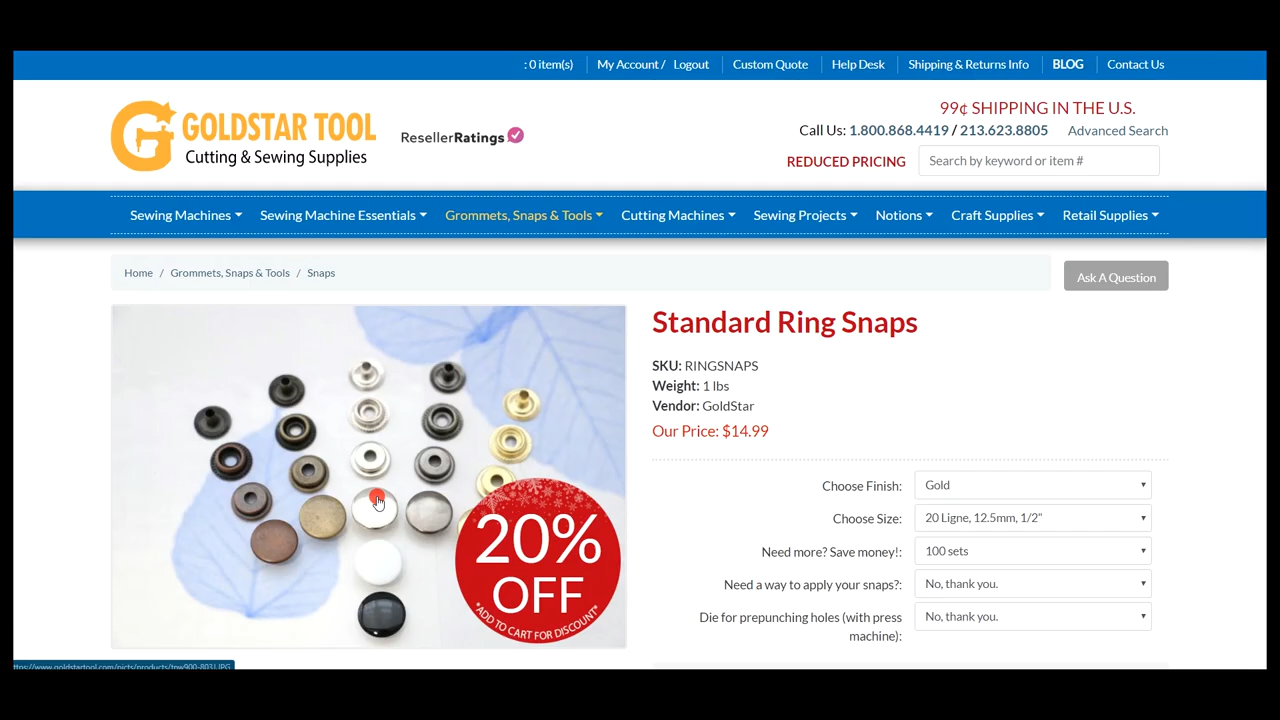 : 0 item(s)
My Account / Logout
Custom Quote
Help Desk
Shipping & Returns Info
BLOG
Contact Us
GOLDSTAR TOOL
Cutting & Sewing Supplies
ResellerRatings
99¢ SHIPPING IN THE U.S.
Call Us: 1.800.868.4419 / 213.623.8805
Advanced Search
REDUCED PRICING
Search by keyword or item #
Sewing Machines
Sewing Machine Essentials
Grommets, Snaps & Tools
Cutting Machines
Sewing Projects
Notions
Craft Supplies
Retail Supplies
Home / Grommets, Snaps & Tools / Snaps
Ask A Question
20%
OFF
*ADD TO CART FOR DISCOUNT*
Standard Ring Snaps
SKU: RINGSNAPS
Weight: 1 lbs
Vendor: GoldStar
Our Price: $14.99
Choose Finish: Gold
Choose Size: 20 Ligne, 12.5mm, 1/2"
Need more? Save money!: 100 sets
Need a way to apply your snaps?: No, thank you.
Die for prepunching holes (with press
machine): No, thank you.